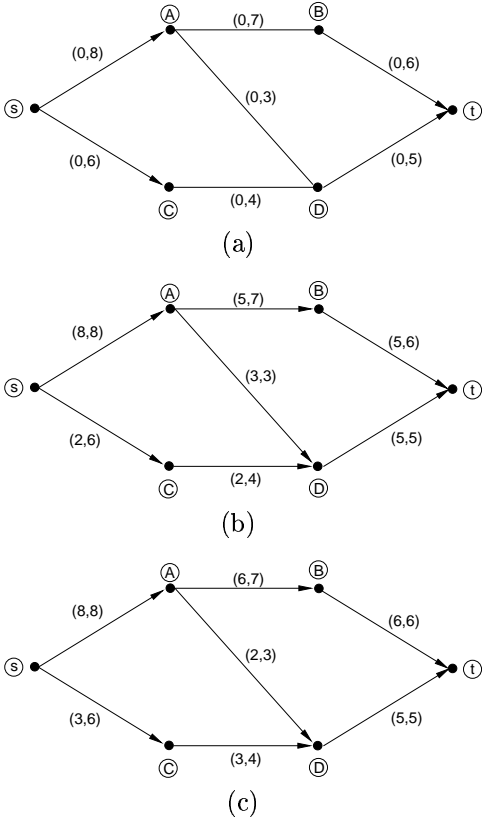 A
B
(0,7)
(0,8)
(0,6)
(0,3)
s
t
(0,6)
(0,5)
(0,4)
C
D
(a)
A
B
(5,7)
(8,8)
(5,6)
(3,3)
s
t
(2,6)
(5,5)
(2,4)
C
D
(b)
A
B
(6,7)
(8,8)
(6,6)
(2,3)
s
t
(3,6)
(5,5)
(3,4)
C
D
(c)